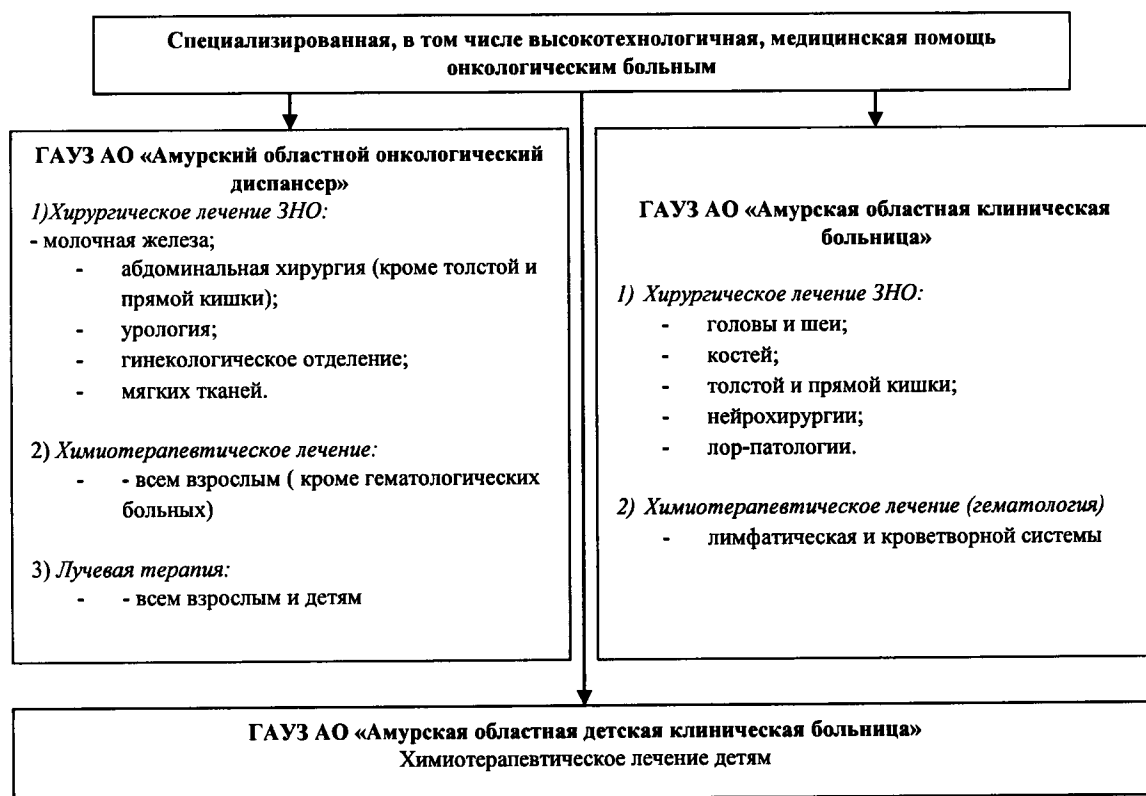 Специализированная, в том числе высокотехнологичная, медицинская помощь
онкологическим больным
ГАУЗ АО «Амурский областной онкологический
диспансер»
1)Хирургическое лечение ЗНО:
- молочная железа;
- абдоминальная хирургия (кроме толстой и
прямой кишки);
- урология;
- гинекологическое отделение;
- мягких тканей.
2) Химиотерапевтическое лечение:
- - всем взрослым ( кроме гематологических
больных)
3) Лучевая терапия:
- - всем взрослым и детям
ГАУЗ АО «Амурская областная клиническая
больница»
1) Хирургическое лечение ЗНО:
- головы и шеи;
- костей;
- толстой и прямой кишки;
- нейрохирургии;
- лор-патологии.
2) Химиотерапевтическое лечение (гематология)
- лимфатическая и кроветворной системы
ГАУЗ АО «Амурская областная детская клиническая больница»
Химиотерапевтическое лечение детям